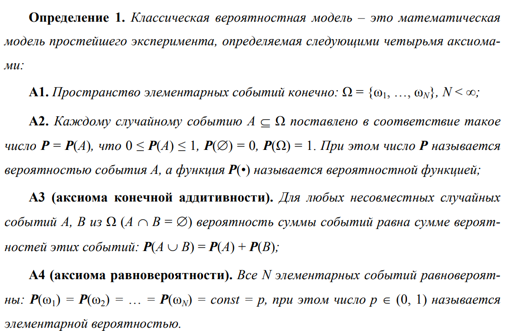 Определение 1. Классическая вероятностная модель – это математическая
модель простейшего эксперимента, определяемая следующими четырьмя аксиома-
ми:
А1. Пространство элементарных событий конечно: Ω = {ω₁, …, ωN}, N < ∞;
А2. Каждому случайному событию A ⊆ Ω поставлено в соответствие такое
число P = P(A), что 0 ≤ P(A) ≤ 1, P(∅) = 0, P(Ω) = 1. При этом число P называется
вероятностью события A, а функция P(•) называется вероятностной функцией;
А3 (аксиома конечной аддитивности). Для любых несовместных случайных
событий A, B из Ω (A ∩ B = ∅) вероятность суммы событий равна сумме вероят-
ностей этих событий: P(A ∪ B) = P(A) + P(B);
А4 (аксиома равновероятности). Все N элементарных событий равновероят-
ны: P(ω₁) = P(ω₂) = … = P(ωN) = const = p, при этом число p ∈ (0, 1) называется
элементарной вероятностью.